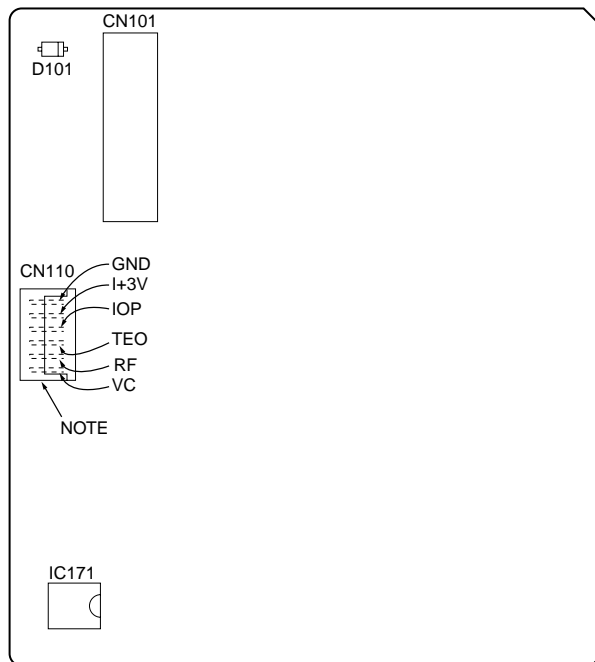 CN101
D101
CN110
GND
I+3V
IOP
TEO
RF
VC
NOTE
IC171